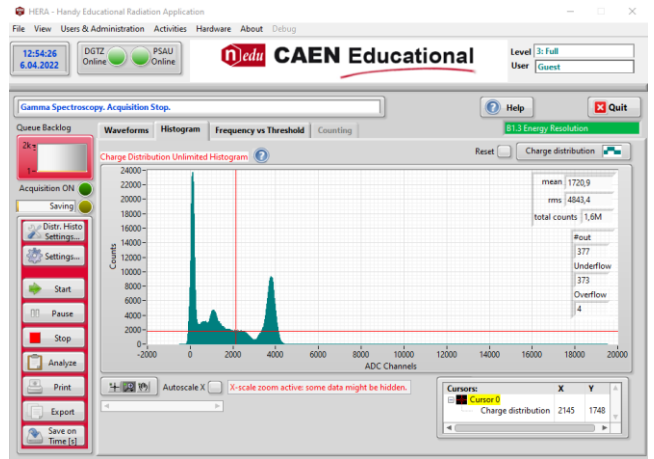 HERA - Handy Educational Radiation Application
File View Users & Administration Activities Hardware About Debug
12:54:26
6.04.2022
DGTZ
Online
PSAU
Online
n edu CAEN Educational
Level 3: Full
User Guest
Gamma Spectroscopy. Acquisition Stop.
Help
Quit
Queue Backlog
Waveforms Histogram Frequency vs Threshold Counting
B1.3 Energy Resolution
2k
1
Charge Distribution Unlimited Histogram
Reset
Charge distribution
Acquisition ON
Saving
Distr. Histo
Settings...
Settings...
Start
Pause
Stop
Analyze
Print
Export
Save on
Time [s]
Counts
24000
22000
20000
18000
16000
14000
12000
10000
8000
6000
4000
2000
0
mean 1720,9
rms 4843,4
total counts 1,6M
#out
377
Underflow
373
Overflow
4
-2000 0 2000 4000 6000 8000 10000 12000 14000 16000 18000 20000
ADC Channels
Autoscale X
X-scale zoom active: some data might be hidden.
Cursors: X Y
Cursor 0
Charge distribution 2145 1748